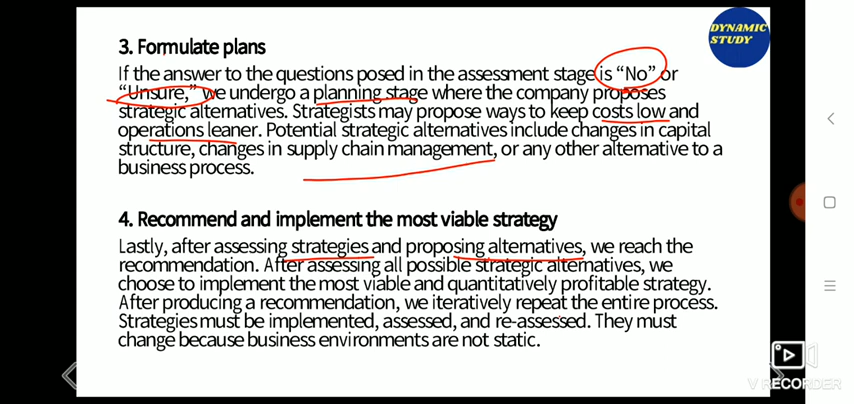 DYNAMIC
STUDY
3. Formulate plans
If the answer to the questions posed in the assessment stage is “No” or
“Unsure,” we undergo a planning stage where the company proposes
strategic alternatives. Strategists may propose ways to keep costs low and
operations leaner. Potential strategic alternatives include changes in capital
structure, changes in supply chain management, or any other alternative to a
business process.
4. Recommend and implement the most viable strategy
Lastly, after assessing strategies and proposing alternatives, we reach the
recommendation. After assessing all possible strategic alternatives, we
choose to implement the most viable and quantitatively profitable strategy.
After producing a recommendation, we iteratively repeat the entire process.
Strategies must be implemented, assessed, and re-assessed. They must
change because business environments are not static.
V RECORDER